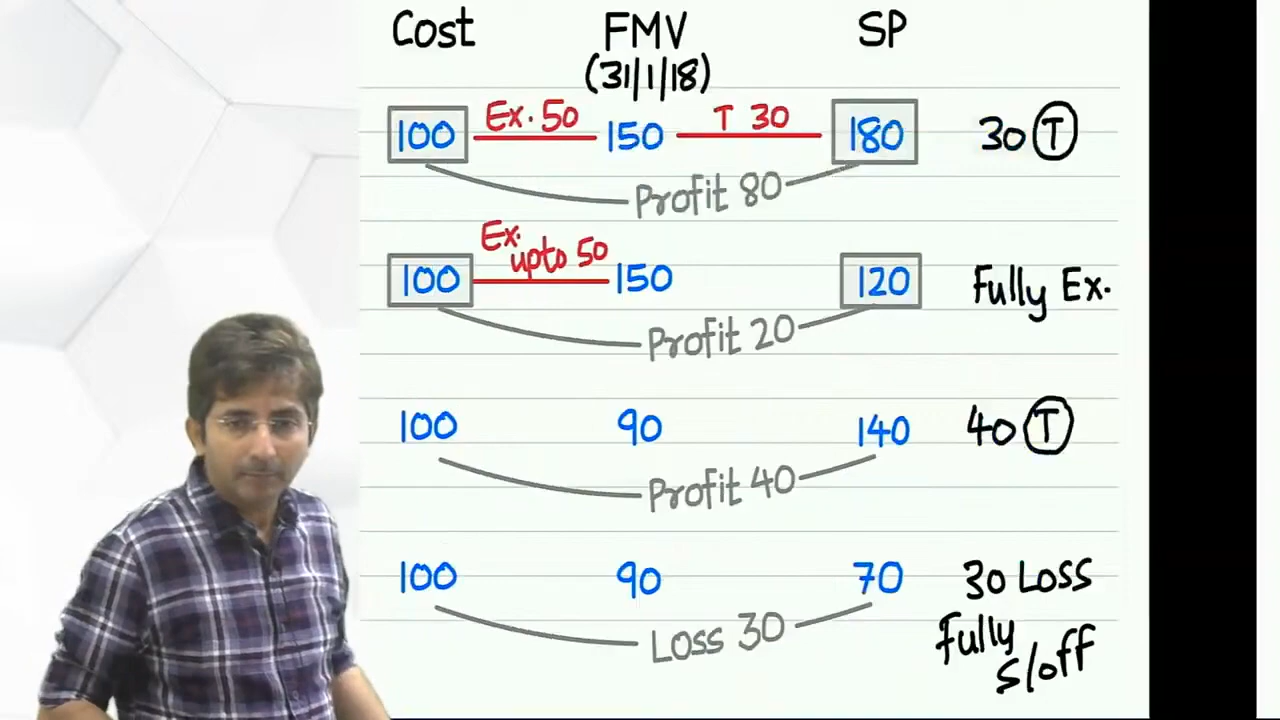 Cost FMV SP
(31/1/18)
100 Ex. 50 150 T 30 180 30 T
Profit 80
Ex.
upto 50
100 150 120 Fully Ex.
Profit 20
100 90 140 40 T
Profit 40
100 90 70 30 Loss
Loss 30
Fully
S/off